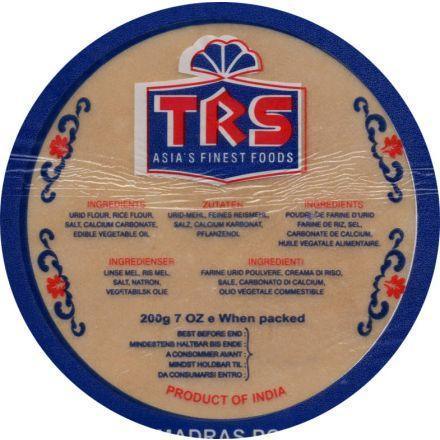 TRS
ASIA'S FINEST FOODS
INGREDIENTS
URID FLOUR, RICE FLOUR,
SALT, CALCIUM CARBONATE,
EDIBLE VEGETABLE OIL
ZUTATEN
URID-MEHL, FEINES REISMEHL,
SALZ, CALCIUM KARBONAT,
PFLANZENOL
INGREDIENTS
POUDRE DE FARINE D'URID
FARINE DE RIZ, SEL,
CARBONATE DE CALCIUM,
HUILE VEGATALE ALIMENTAIRE.
INGREDIENSER
LINSE MEL, RIS MEL,
SALT, NATRON,
VEGETABILSK OLIE
INGREDIENTI
FARINE URIO POULVERE, CREAMA DI RISO,
SALE, CARBONATO DI CALCIUM,
OLIO VEGETALE COMMESTIBLE
200g 7 OZ e When packed
BEST BEFORE END
MINDESTENS HALTBAR BIS ENDE
A CONSOMMER AVANT
MINDST HOLDBAR TIL
DA CONSUMARSI ENTRO
PRODUCT OF INDIA
MADRAS